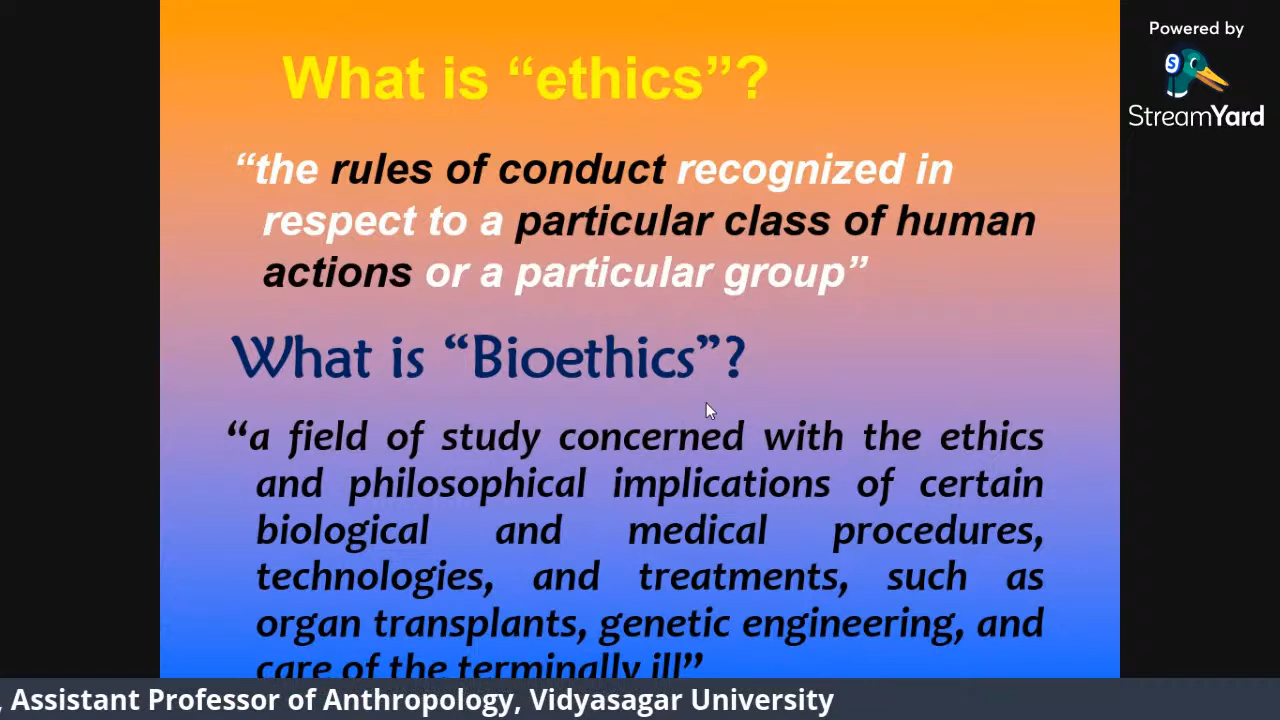 What is “ethics”?
“the rules of conduct recognized in
respect to a particular class of human
actions or a particular group”
What is “Bioethics”?
“a field of study concerned with the ethics
and philosophical implications of certain
biological and medical procedures,
technologies, and treatments, such as
organ transplants, genetic engineering, and
care of the terminally ill”
, Assistant Professor of Anthropology, Vidyasagar University
Powered by
S
StreamYard